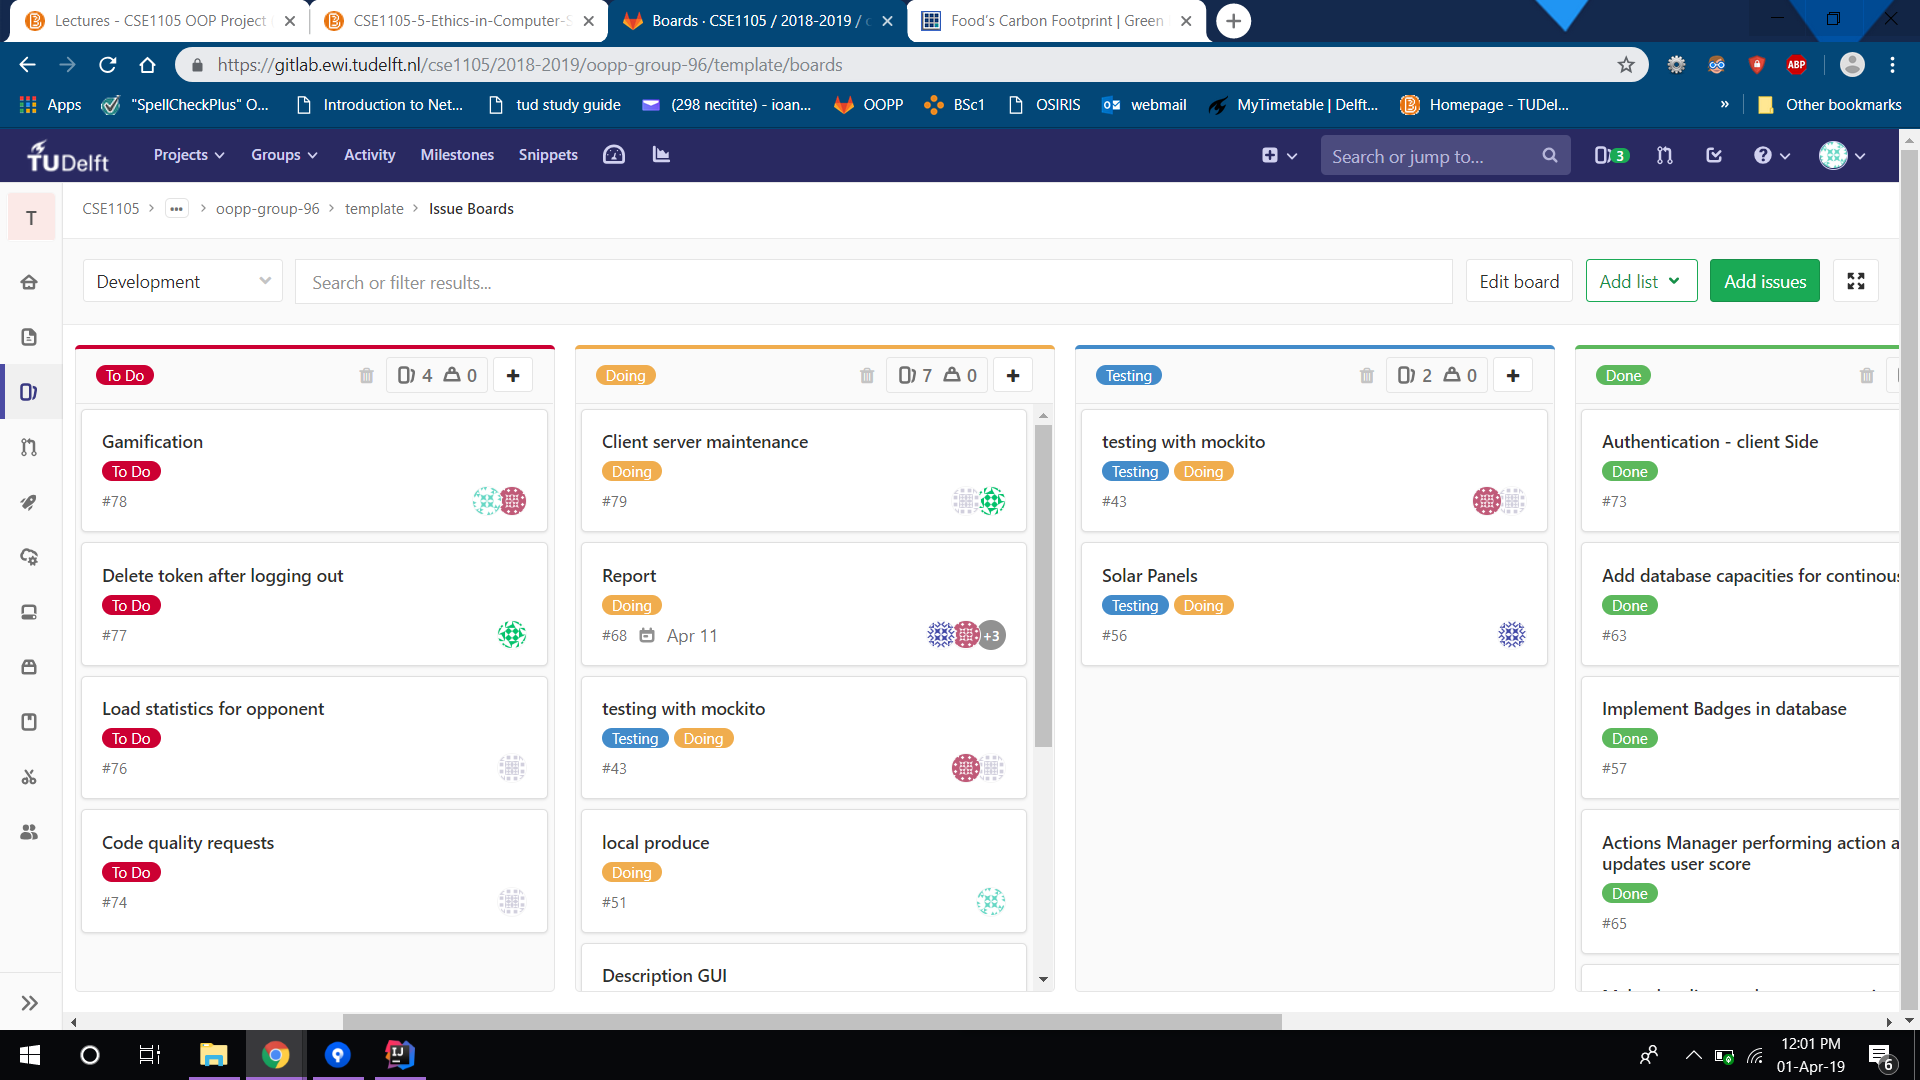 Lectures - CSE1105 OOP Project
CSE1105-5-Ethics-in-Computer-S
Boards · CSE1105 / 2018-2019 /
Food's Carbon Footprint | Green
https://gitlab.ewi.tudelft.nl/cse1105/2018-2019/oopp-group-96/template/boards
ABP
Apps
"SpellCheckPlus" O...
Introduction to Net...
tud study guide
(298 necitite) - ioan...
OOPP
BSc1
OSIRIS
webmail
MyTimetable | Delft...
Homepage - TUDel...
»
Other bookmarks
TUDelft
Projects
Groups
Activity
Milestones
Snippets
Search or jump to...
3
T
CSE1105 > ... > oopp-group-96 > template > Issue Boards
Development
Search or filter results...
Edit board
Add list
Add issues
To Do
4 0
Gamification
To Do
#78
Delete token after logging out
To Do
#77
Load statistics for opponent
To Do
#76
Code quality requests
To Do
#74
Doing
7 0
Client server maintenance
Doing
#79
Report
Doing
#68 Apr 11
+3
testing with mockito
Testing Doing
#43
local produce
Doing
#51
Description GUI
Testing
2 0
testing with mockito
Testing Doing
#43
Solar Panels
Testing Doing
#56
Done
Authentication - client Side
Done
#73
Add database capacities for continous
Done
#63
Implement Badges in database
Done
#57
Actions Manager performing action a
updates user score
Done
#65
12:01 PM
01-Apr-19
6